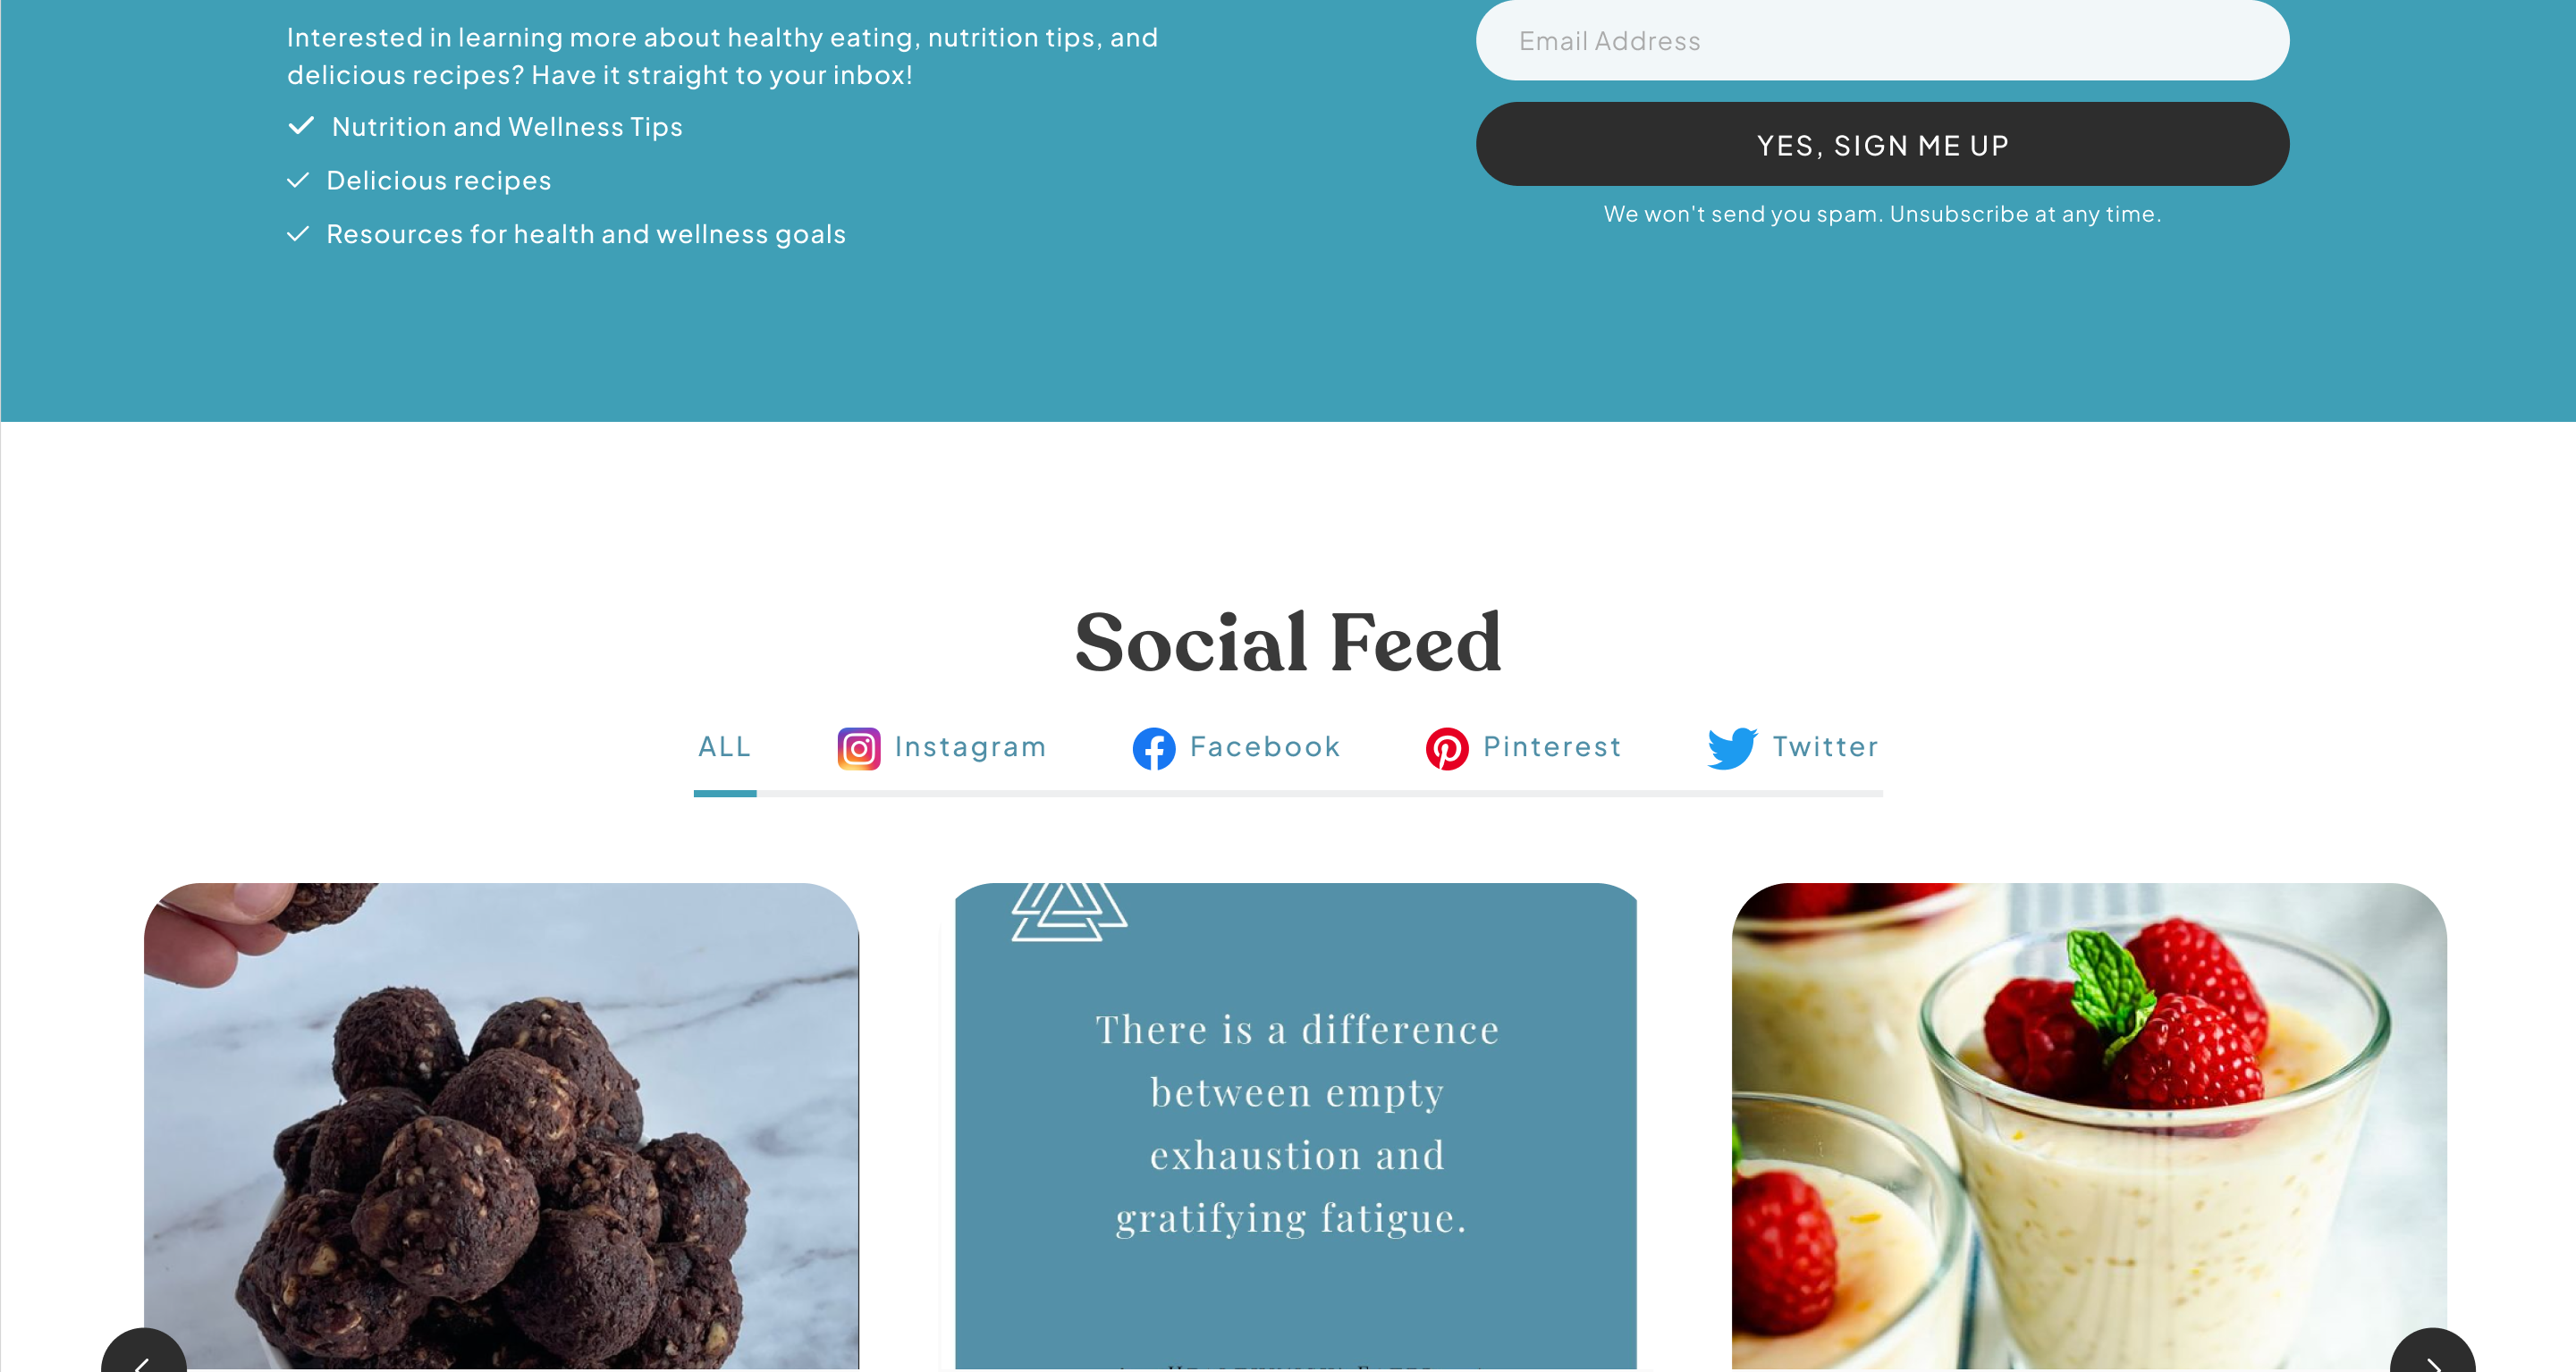 Interested in learning more about healthy eating, nutrition tips, and
delicious recipes? Have it straight to your inbox!
Nutrition and Wellness Tips
Delicious recipes
Resources for health and wellness goals
Email Address
YES, SIGN ME UP
We won't send you spam. Unsubscribe at any time.
Social Feed
ALL
Instagram
Facebook
Pinterest
Twitter
There is a difference
between empty
exhaustion and
gratifying fatigue.